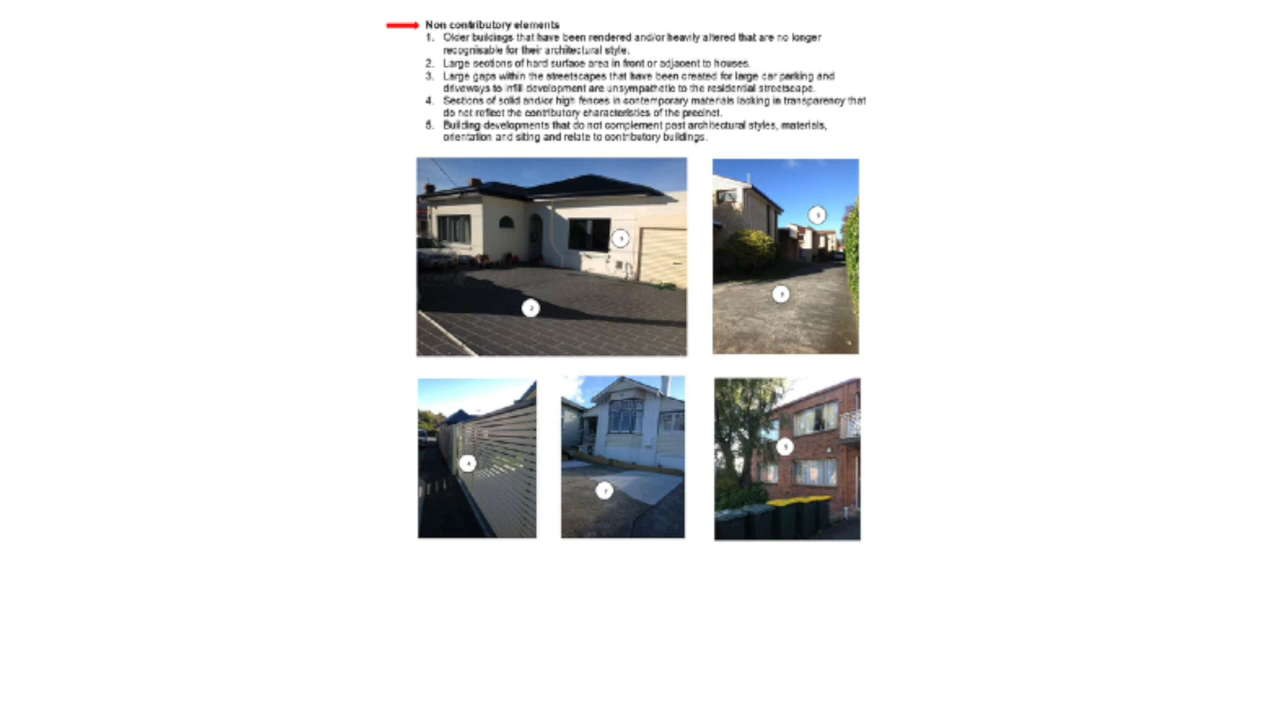 Non contributory elements
1. Older buildings that have been rendered and/or heavily altered that are no longer
recognisable for their architectural style.
2. Large sections of hard surface area in front or adjacent to houses.
3. Large gaps within the streetscapes that have been created for large car parking and
driveways to infill development are unsympathetic to the residential streetscape.
4. Sections of solid and/or high fences in contemporary materials lacking in transparency that
do not reflect the contributory characteristics of the precinct.
5. Building developments that do not complement past architectural styles, materials,
orientation and siting and relate to contributory buildings.